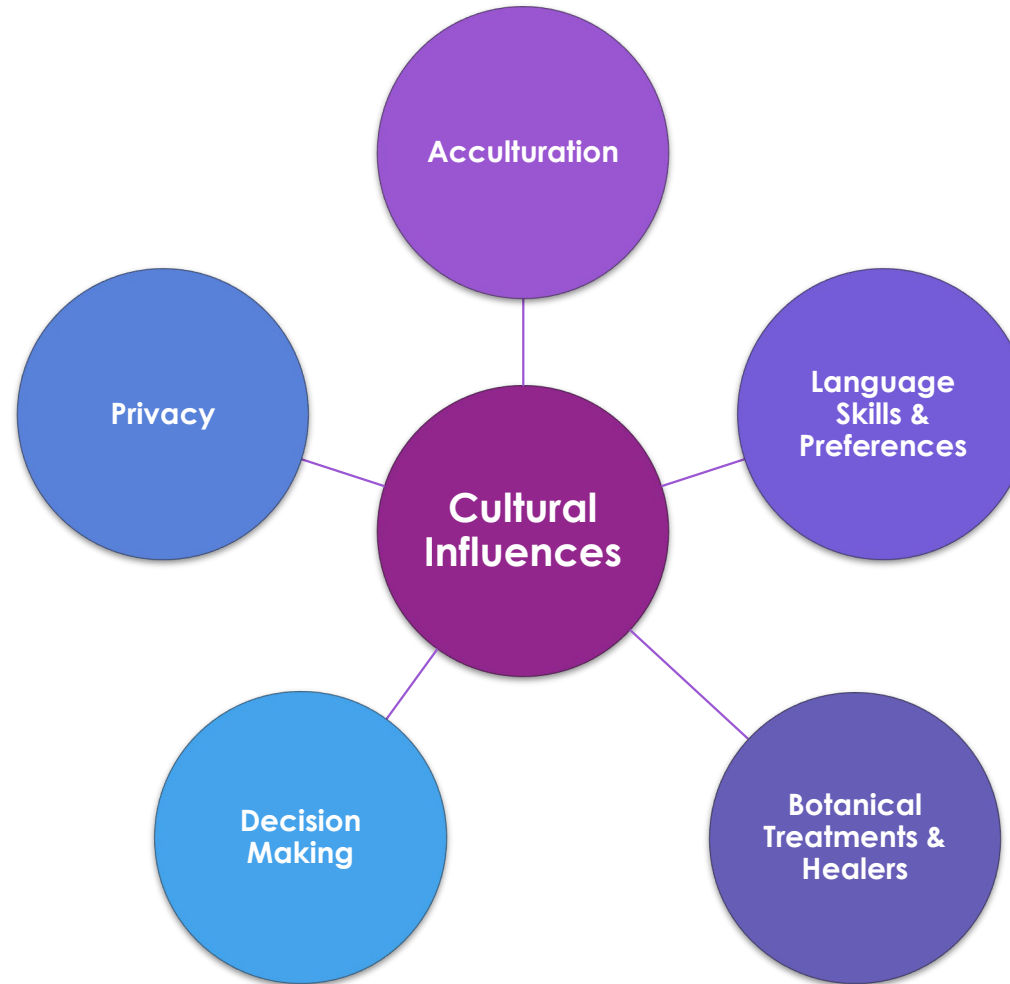 Acculturation
Privacy
Language
Skills &
Preferences
Cultural
Influences
Decision
Making
Botanical
Treatments &
Healers